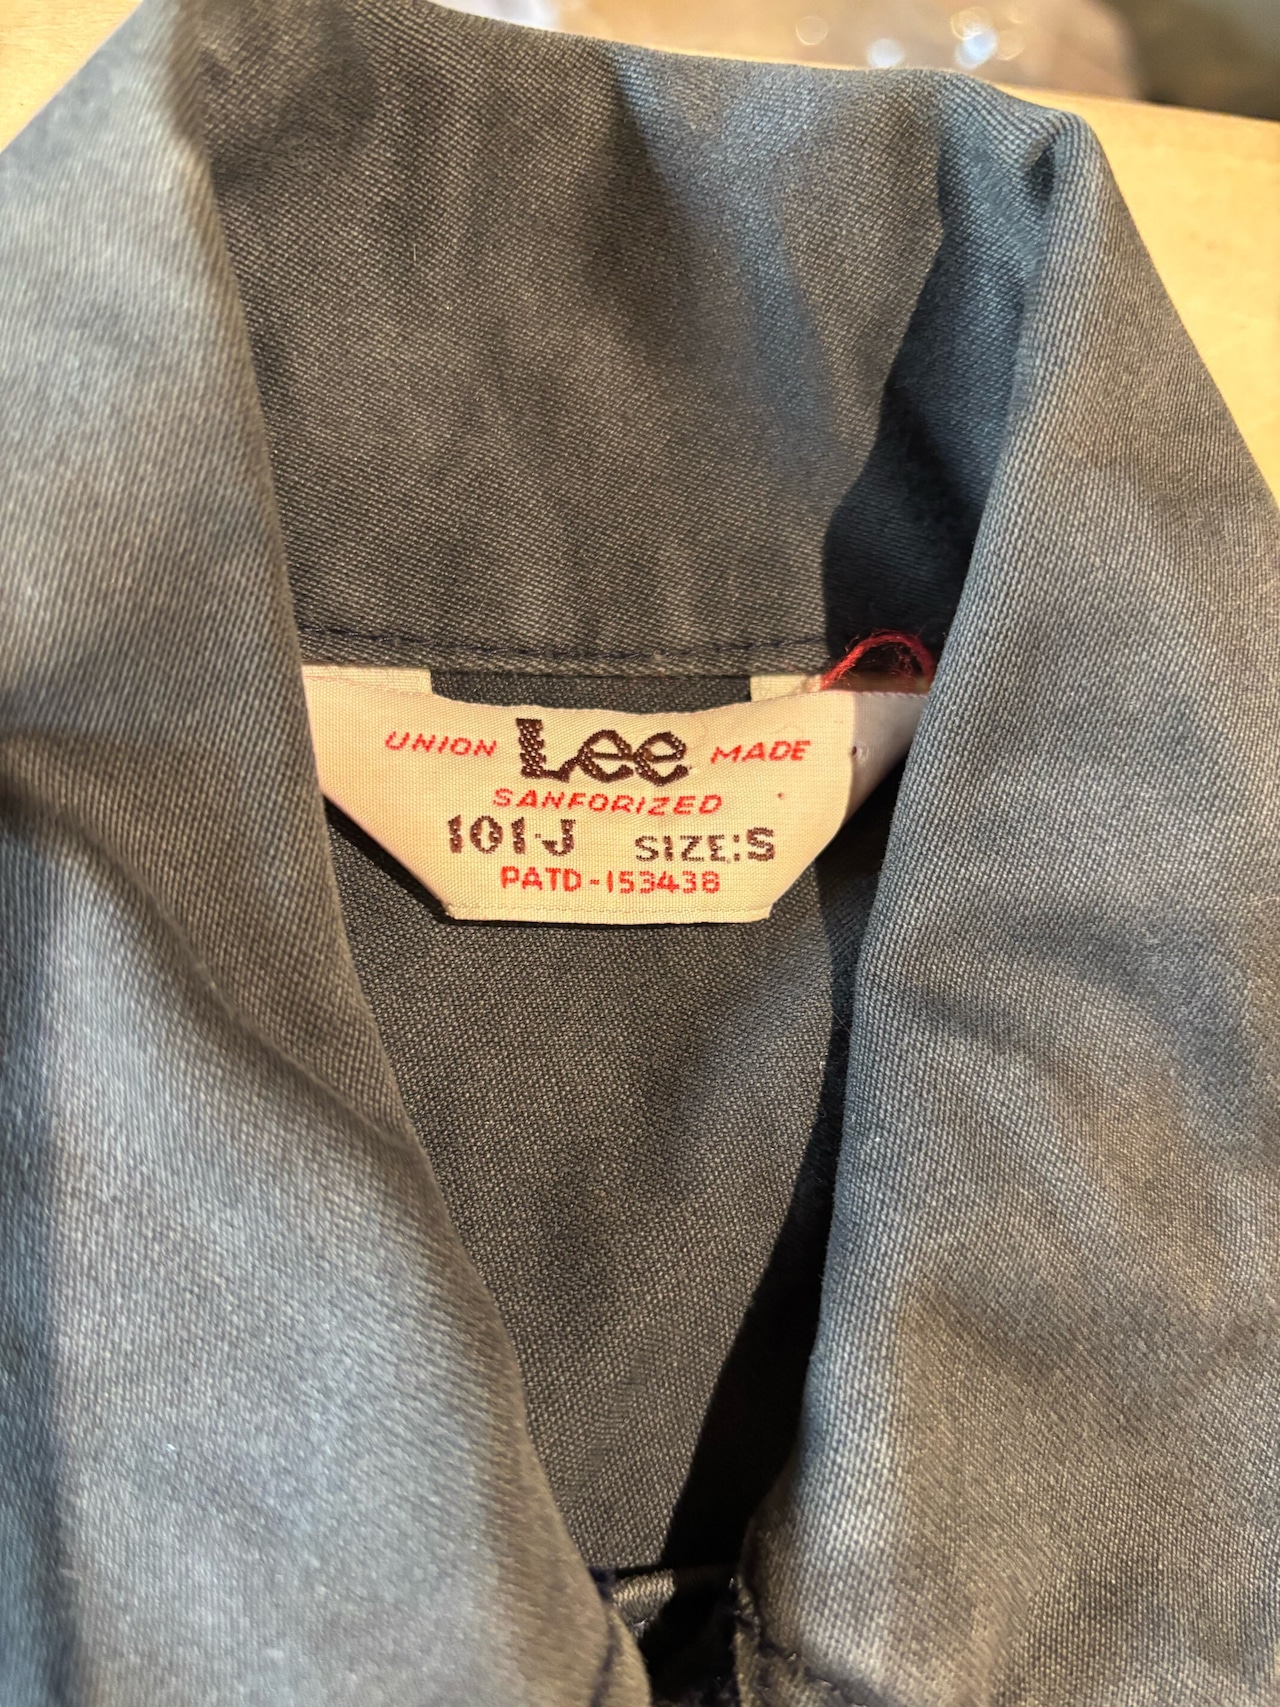 UNION Lee MADE
SANFORIZED
101-J SIZE:S
PATD-153438